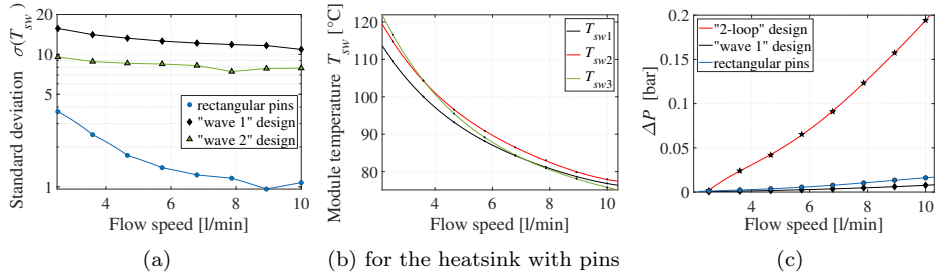 Standard deviation σ(T_sw)
20
10
5
1
rectangular pins
"wave 1" design
"wave 2" design
4 6 8 10
Flow speed [l/min]
(a)
Module temperature T_sw [°C]
120
110
100
90
80
T_sw1
T_sw2
T_sw3
4 6 8 10
Flow speed [l/min]
(b) for the heatsink with pins
ΔP [bar]
0.2
0.15
0.1
0.05
0
"2-loop" design
"wave 1" design
rectangular pins
4 6 8 10
Flow speed [l/min]
(c)